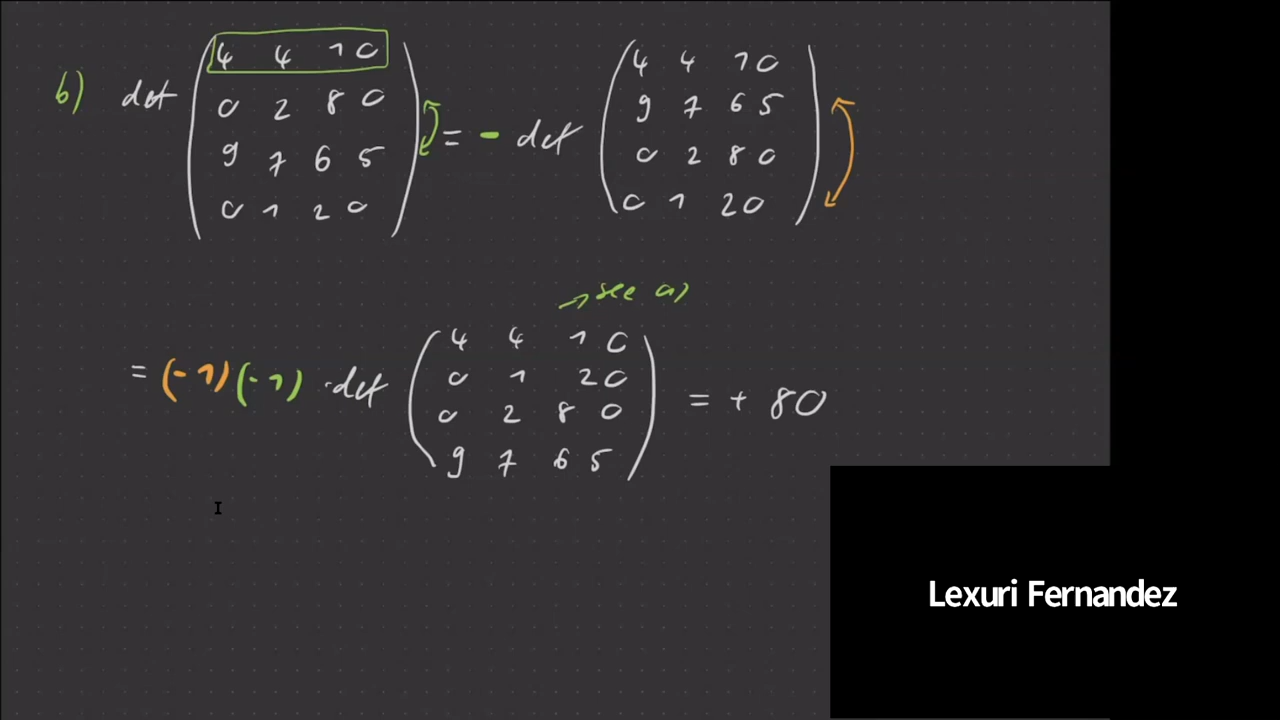 b) det ( 4 4 1 0 ) = - det ( 4 4 1 0 )
0 2 8 0 9 7 6 5
9 7 6 5 0 2 8 0
0 1 2 0 0 1 2 0
→ see a)
= (-1) (-1) · det ( 4 4 1 0 ) = + 80
0 1 2 0
0 2 8 0
9 7 6 5
Lexuri Fernandez